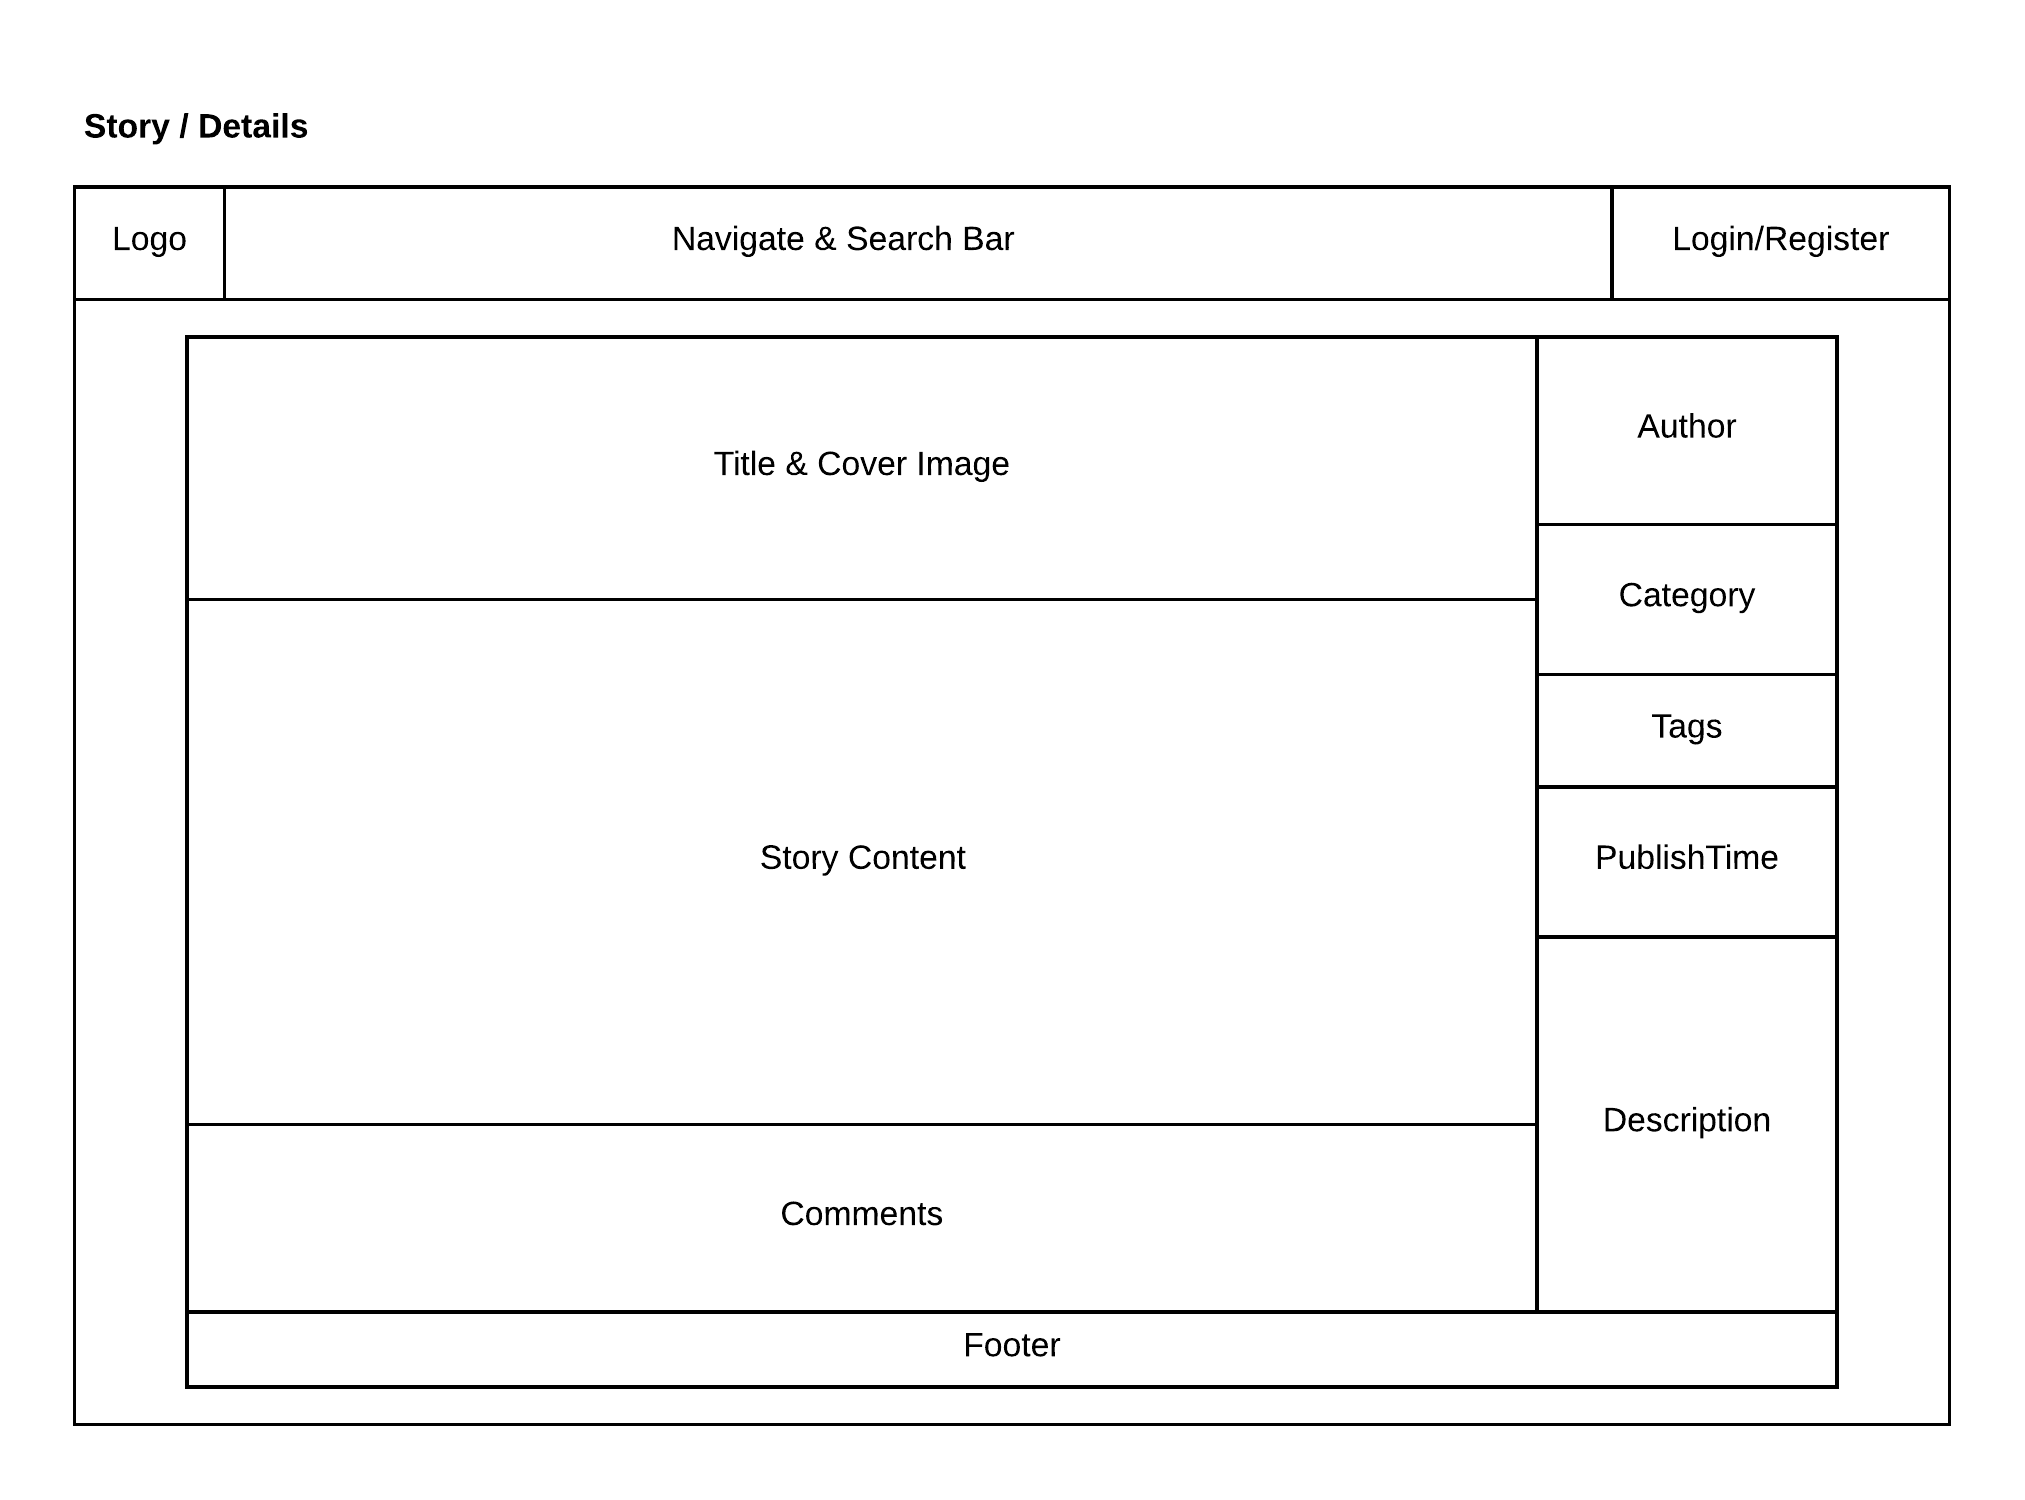 Story / Details
Logo
Navigate & Search Bar
Login/Register
Title & Cover Image
Story Content
Comments
Author
Category
Tags
PublishTime
Description
Footer